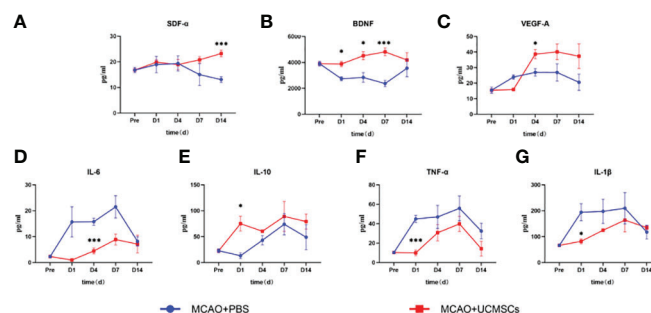 A SDF-α
***
pg/ml
30
20
10
0
Pre D1 D4 D7 D14
time(d)
B BDNF
* * ***
pg/ml
6000
4000
2000
0
Pre D1 D4 D7 D14
time(d)
C VEGF-A
*
pg/ml
60
40
20
0
Pre D1 D4 D7 D14
time(d)
D IL-6
***
pg/ml
30
20
10
0
Pre D1 D4 D7 D14
time(d)
E IL-10
*
pg/ml
150
100
50
0
Pre D1 D4 D7 D14
time(d)
F TNF-α
***
pg/ml
80
60
40
20
0
Pre D1 D4 D7 D14
time(d)
G IL-1β
*
pg/ml
300
200
100
0
Pre D1 D4 D7 D14
time(d)
MCAO+PBS MCAO+UCMSCs